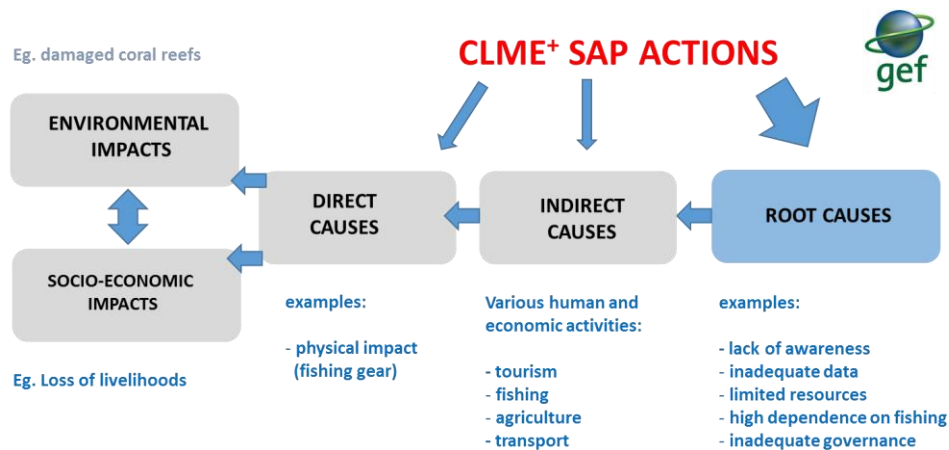 Eg. damaged coral reefs
CLME+ SAP ACTIONS
gef
ENVIRONMENTAL
IMPACTS
DIRECT
CAUSES
INDIRECT
CAUSES
ROOT CAUSES
SOCIO-ECONOMIC
IMPACTS
Eg. Loss of livelihoods
examples:
- physical impact
(fishing gear)
Various human and
economic activities:
- tourism
- fishing
- agriculture
- transport
examples:
- lack of awareness
- inadequate data
- limited resources
- high dependence on fishing
- inadequate governance